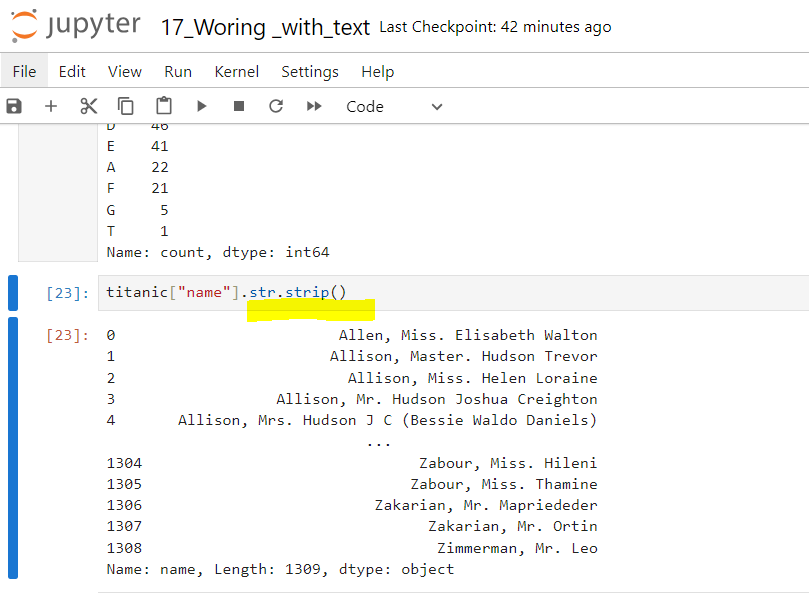 jupyter 17_Woring _with_text Last Checkpoint: 42 minutes ago
File Edit View Run Kernel Settings Help
Code
D 46
E 41
A 22
F 21
G 5
T 1
Name: count, dtype: int64
[23]: titanic["name"].str.strip()
[23]: 0 Allen, Miss. Elisabeth Walton
1 Allison, Master. Hudson Trevor
2 Allison, Miss. Helen Loraine
3 Allison, Mr. Hudson Joshua Creighton
4 Allison, Mrs. Hudson J C (Bessie Waldo Daniels)
...
1304 Zabour, Miss. Hileni
1305 Zabour, Miss. Thamine
1306 Zakarian, Mr. Mapriededer
1307 Zakarian, Mr. Ortin
1308 Zimmerman, Mr. Leo
Name: name, Length: 1309, dtype: object